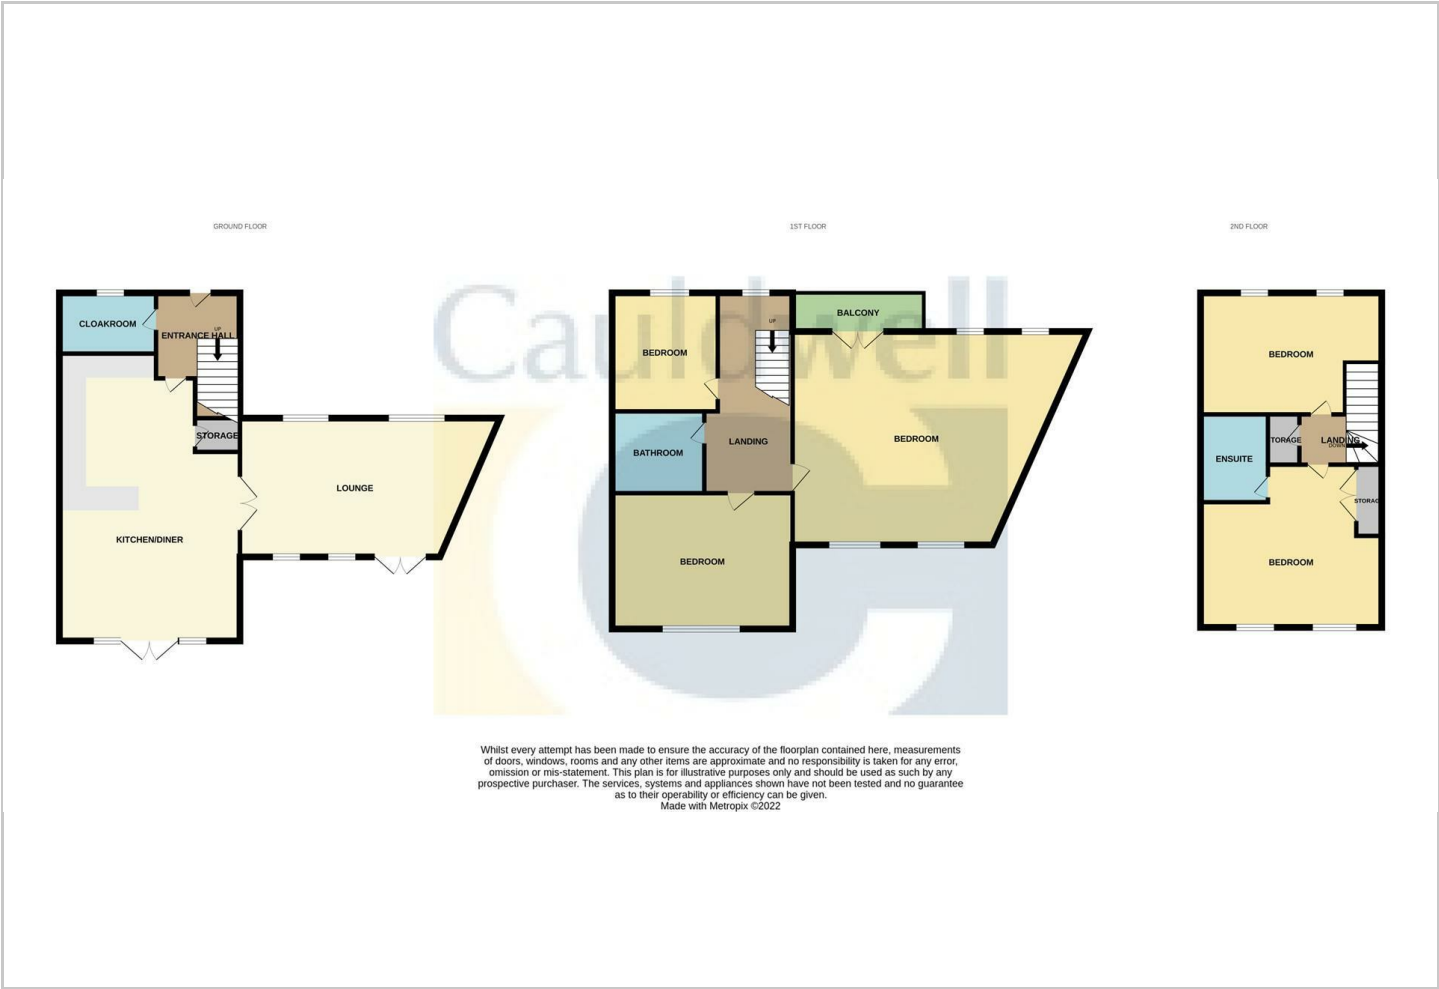 GROUND FLOOR
1ST FLOOR
2ND FLOOR
Cauldwell
CLOAKROOM
ENTRANCE HALL
UP
STORAGE
LOUNGE
KITCHEN/DINER
BEDROOM
UP
BALCONY
BATHROOM
LANDING
BEDROOM
BEDROOM
BEDROOM
ENSUITE
TORAGE
LANDING
DOWN
STORAG
BEDROOM
Whilst every attempt has been made to ensure the accuracy of the floorplan contained here, measurements
of doors, windows, rooms and any other items are approximate and no responsibility is taken for any error,
omission or mis-statement. This plan is for illustrative purposes only and should be used as such by any
prospective purchaser. The services, systems and appliances shown have not been tested and no guarantee
as to their operability or efficiency can be given.
Made with Metropix ©2022